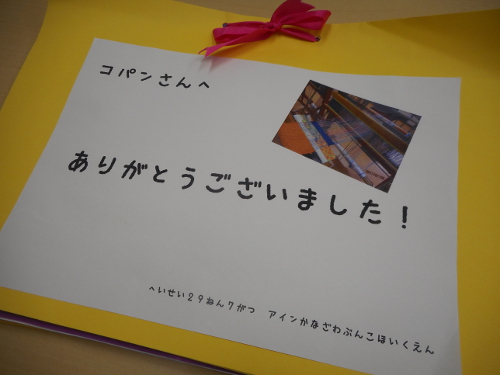 コパンさんへ
ありがとうございました！
へいせい２９ねん７がつ　アインかなざわぶんこほいくえん